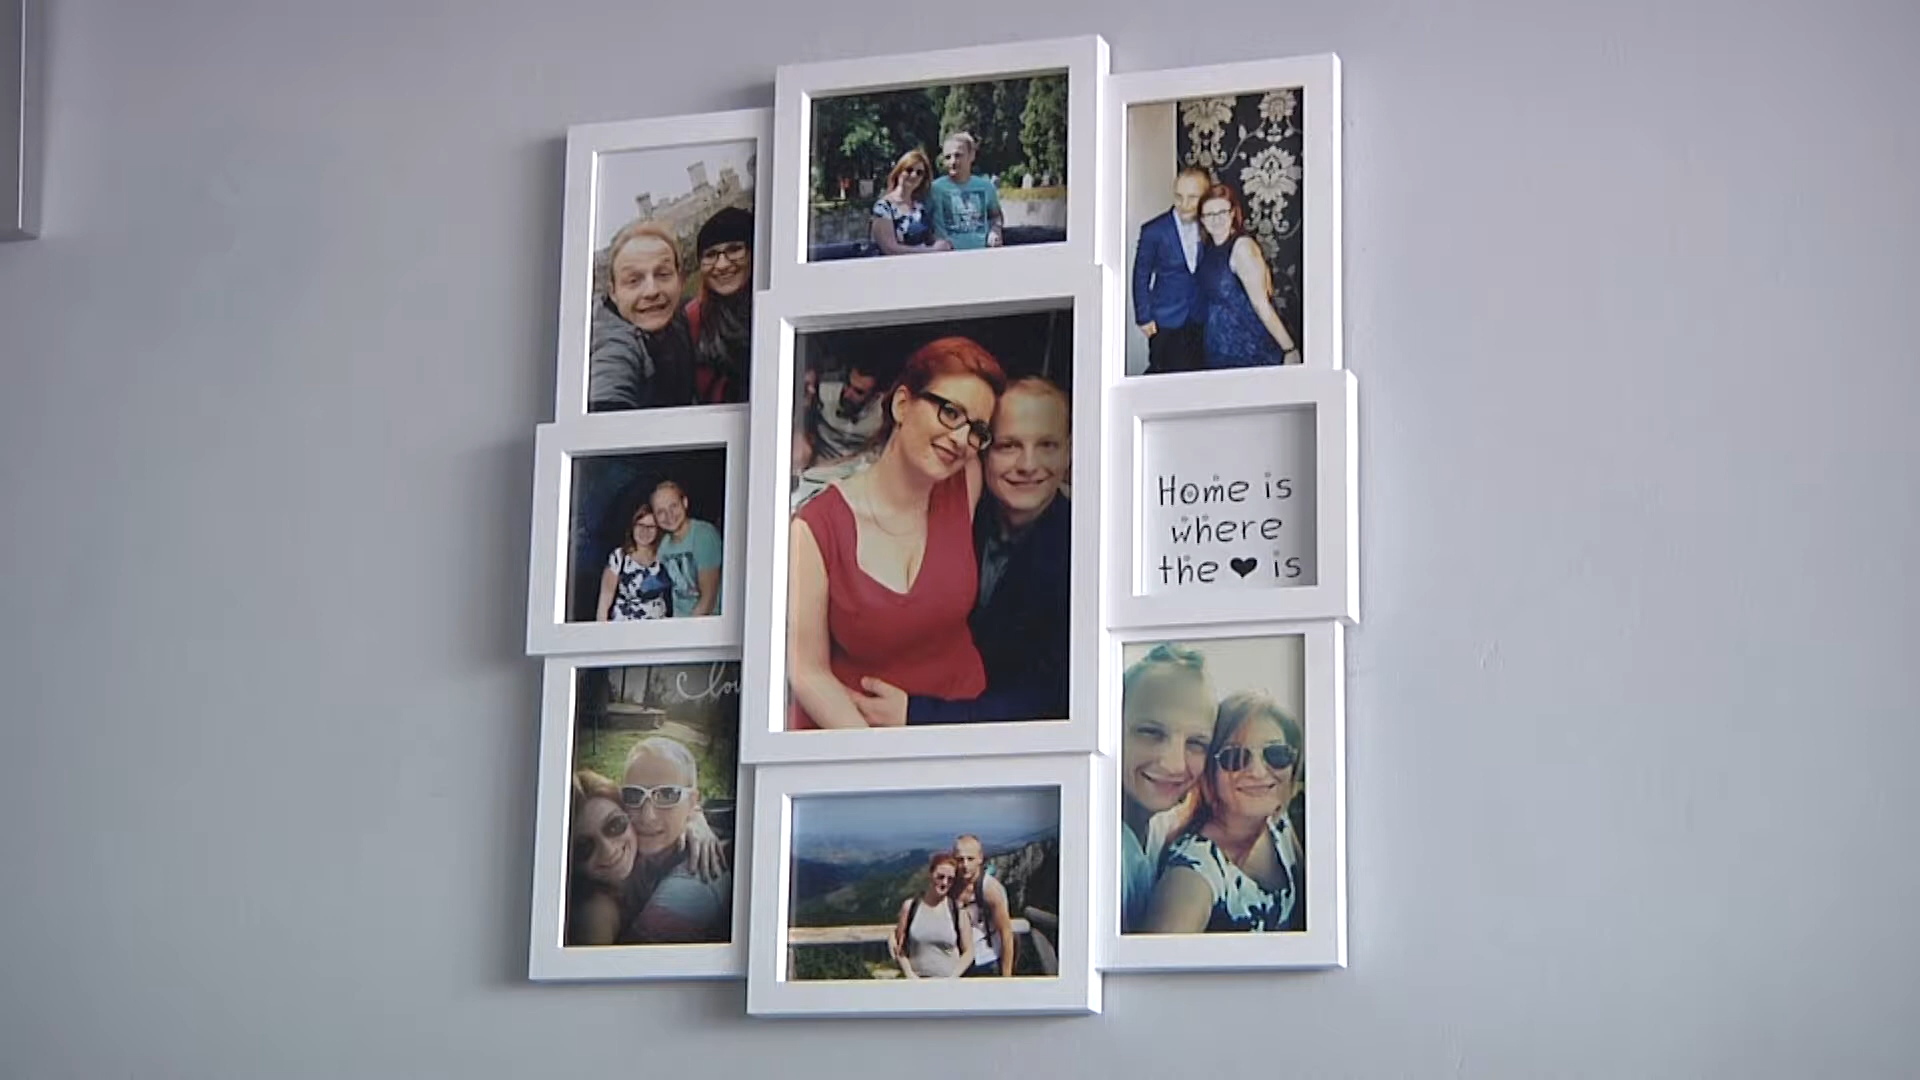 Home is
where
the ♥ is